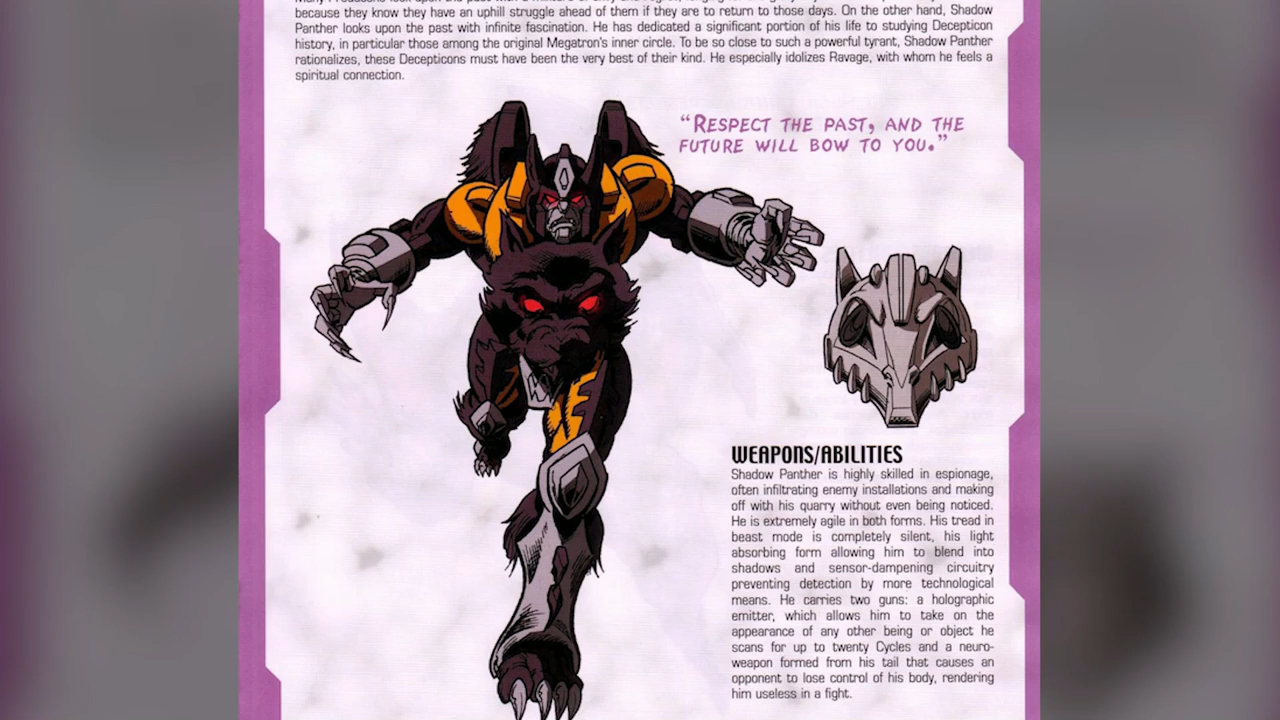 because they know they have an uphill struggle ahead of them if they are to return to those days. On the other hand, Shadow
Panther looks upon the past with infinite fascination. He has dedicated a significant portion of his life to studying Decepticon
history, in particular those among the original Megatron's inner circle. To be so close to such a powerful tyrant, Shadow Panther
rationalizes, these Decepticons must have been the very best of their kind. He especially idolizes Ravage, with whom he feels a
spiritual connection.
“RESPECT THE PAST, AND THE
FUTURE WILL BOW TO YOU.”
WEAPONS/ABILITIES
Shadow Panther is highly skilled in espionage,
often infiltrating enemy installations and making
off with his quarry without even being noticed.
He is extremely agile in both forms. His tread in
beast mode is completely silent, his light
absorbing form allowing him to blend into
shadows and sensor-dampening circuitry
preventing detection by more technological
means. He carries two guns: a holographic
emitter, which allows him to take on the
appearance of any other being or object he
scans for up to twenty Cycles and a neuro-
weapon formed from his tail that causes an
opponent to lose control of his body, rendering
him useless in a fight.